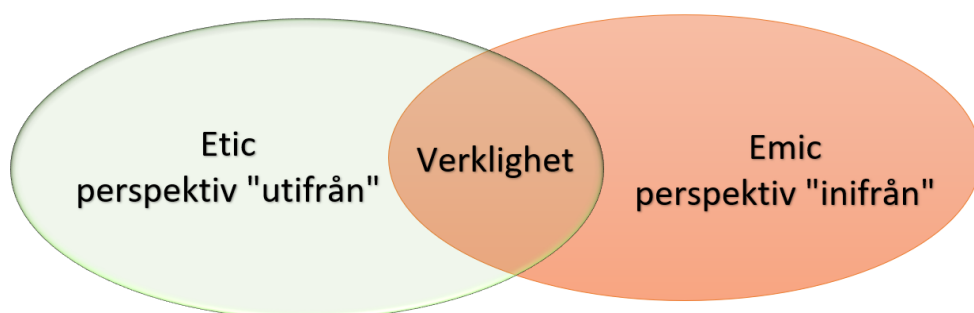 Etic
perspektiv "utifrån"
Verklighet
Emic
perspektiv "inifrån"